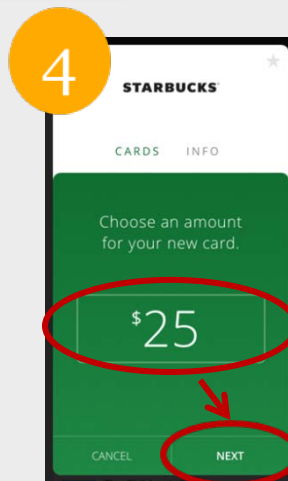 4
STARBUCKS
CARDS INFO
Choose an amount
for your new card.
$25
CANCEL NEXT